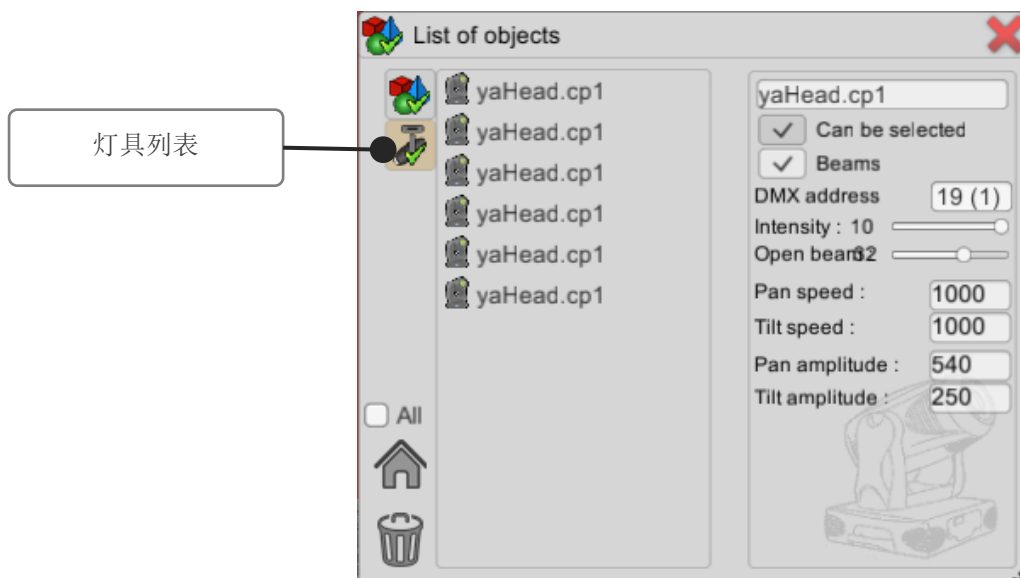 灯具列表
List of objects
yaHead.cp1
yaHead.cp1
yaHead.cp1
yaHead.cp1
yaHead.cp1
yaHead.cp1
All
yaHead.cp1
Can be selected
Beams
DMX address 19 (1)
Intensity : 10
Open beam : 32
Pan speed : 1000
Tilt speed : 1000
Pan amplitude : 540
Tilt amplitude : 250